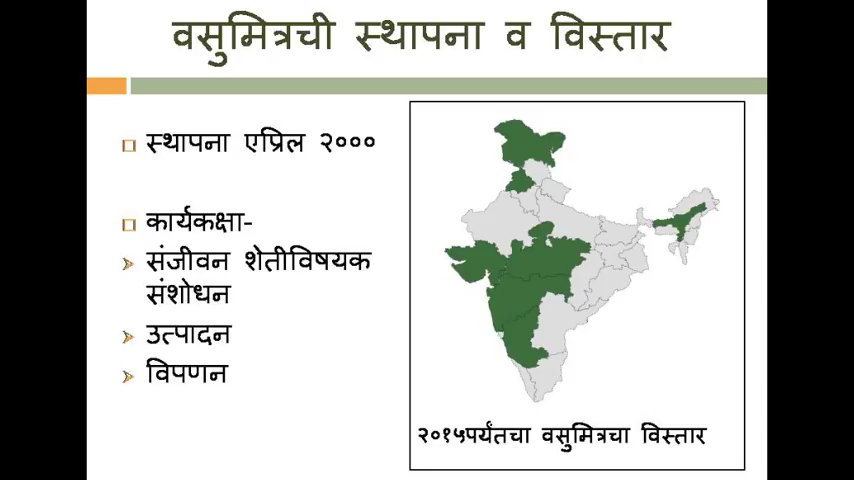 वसुमित्रची स्थापना व विस्तार
स्थापना एप्रिल २०००
कार्यकक्षा-
संजीवन शेतीविषयक
संशोधन
उत्पादन
विपणन
२०१५पर्यंतचा वसुमित्रचा विस्तार